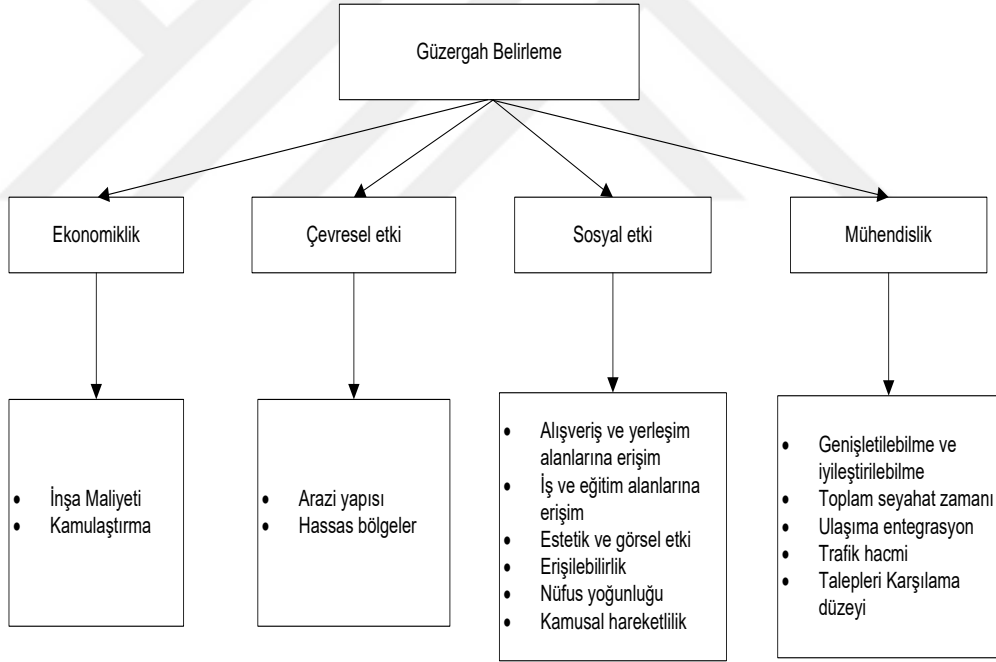 Güzergah Belirleme
Ekonomiklik
Çevresel etki
Sosyal etki
Mühendislik
• İnşa Maliyeti
• Kamulaştırma
• Arazi yapısı
• Hassas bölgeler
• Alışveriş ve yerleşim
alanlarına erişim
• İş ve eğitim alanlarına
erişim
• Estetik ve görsel etki
• Erişilebilirlik
• Nüfus yoğunluğu
• Kamusal hareketlilik
• Genişletilebilme ve
iyileştirilebilme
• Toplam seyahat zamanı
• Ulaşıma entegrasyon
• Trafik hacmi
• Talepleri Karşılama
düzeyi